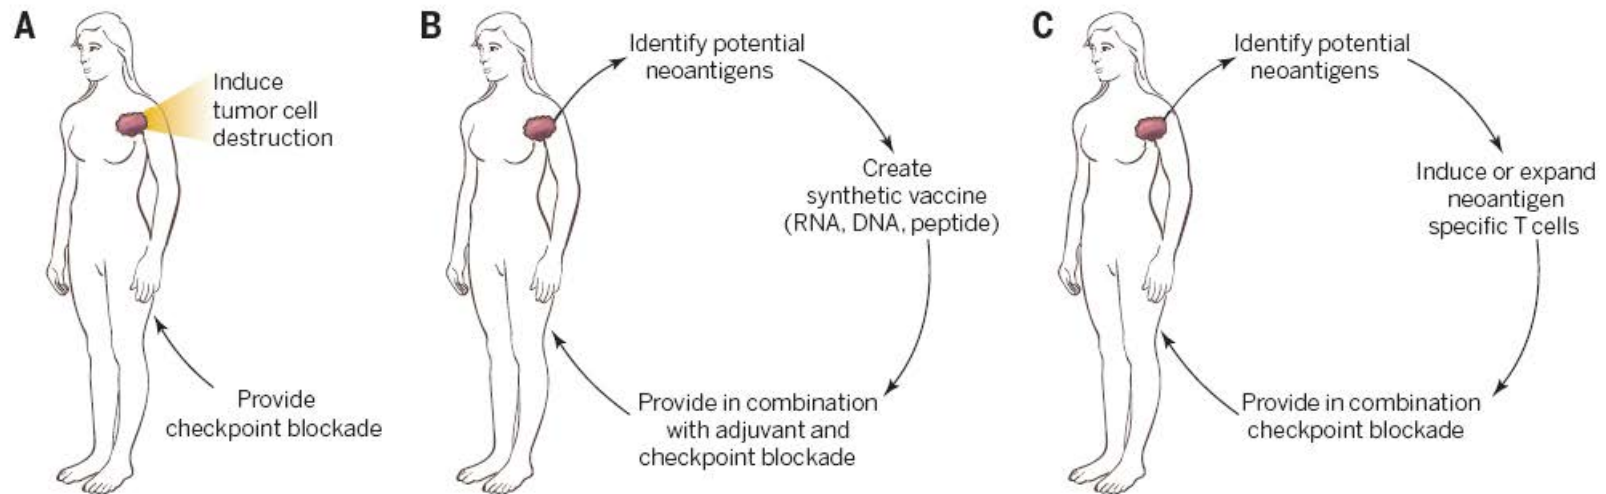 A
Induce
tumor cell
destruction
Provide
checkpoint blockade
B
Identify potential
neoantigens
Create
synthetic vaccine
(RNA, DNA, peptide)
Provide in combination
with adjuvant and
checkpoint blockade
C
Identify potential
neoantigens
Induce or expand
neoantigen
specific T cells
Provide in combination
checkpoint blockade